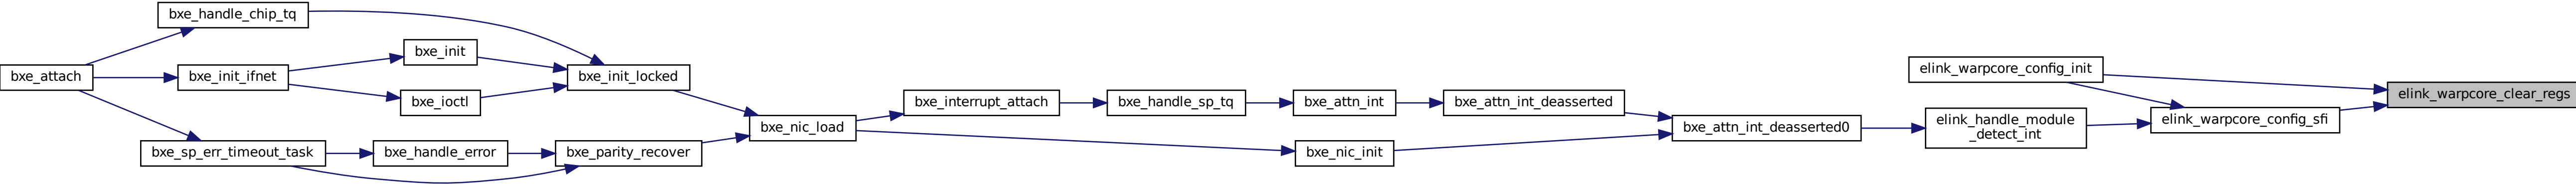 bxe_handle_chip_tq
bxe_attach
bxe_init_ifnet
bxe_init
bxe_ioctl
bxe_init_locked
bxe_sp_err_timeout_task
bxe_handle_error
bxe_parity_recover
bxe_nic_load
bxe_interrupt_attach
bxe_handle_sp_tq
bxe_attn_int
bxe_attn_int_deasserted
bxe_nic_init
bxe_attn_int_deasserted0
elink_warpcore_config_init
elink_handle_module
_detect_int
elink_warpcore_config_sfi
elink_warpcore_clear_regs